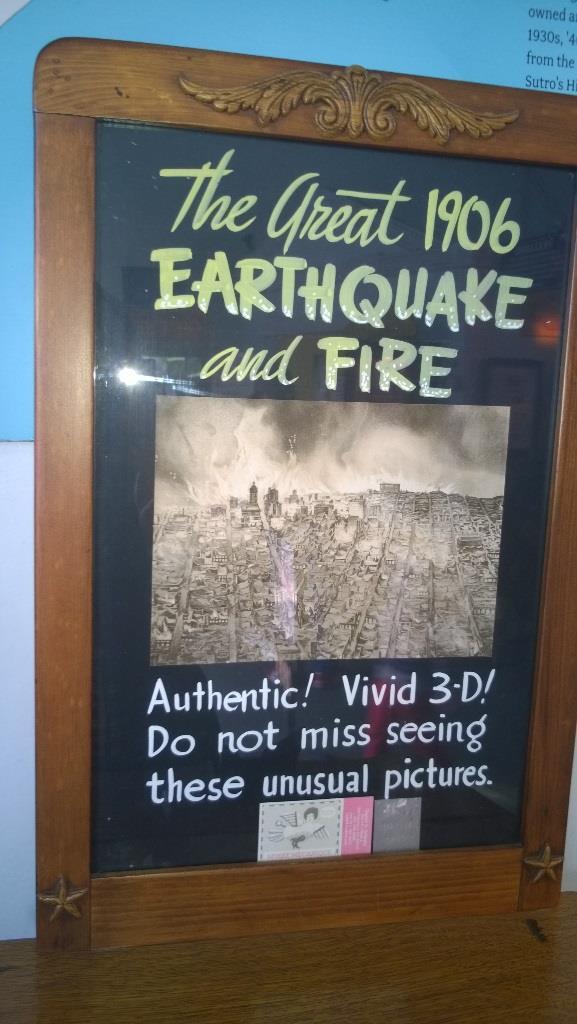 owned
1930s, '4
from the
Sutro's Hi
The Great 1906
EARTHQUAKE
and FIRE
Authentic! Vivid 3-D!
Do not miss seeing
these unusual pictures.